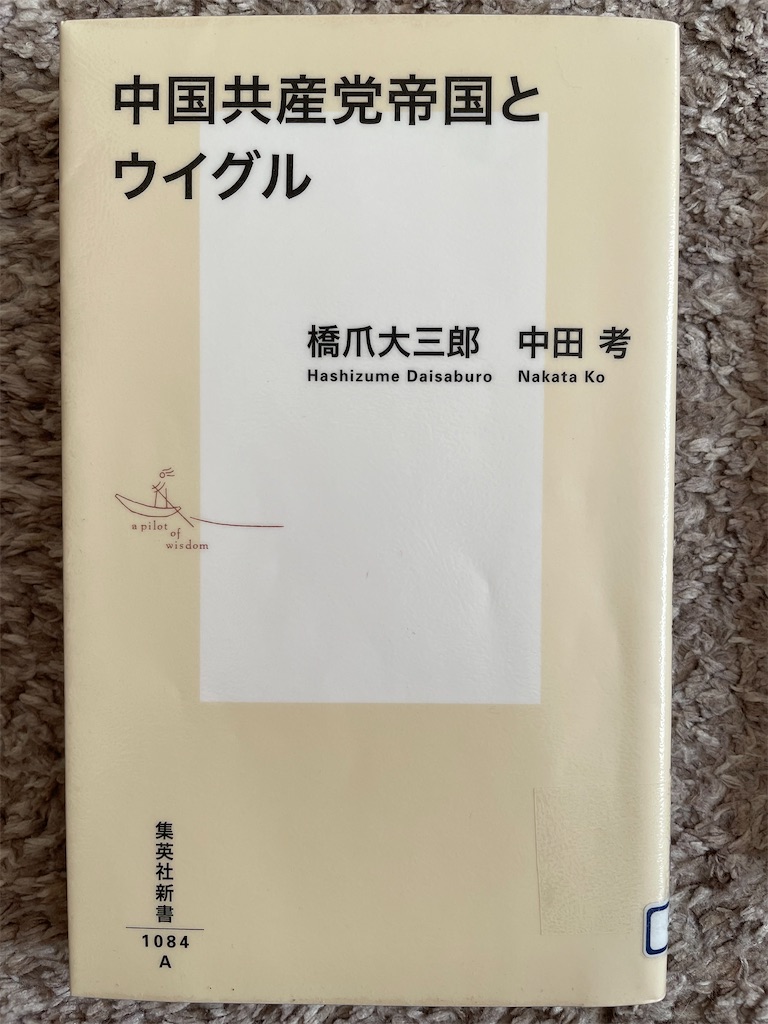 中国共産党帝国と
ウイグル
橋爪大三郎 中田 考
Hashizume Daisaburo Nakata Ko
a pilot
of
wisdom
集英社新書
1084
A